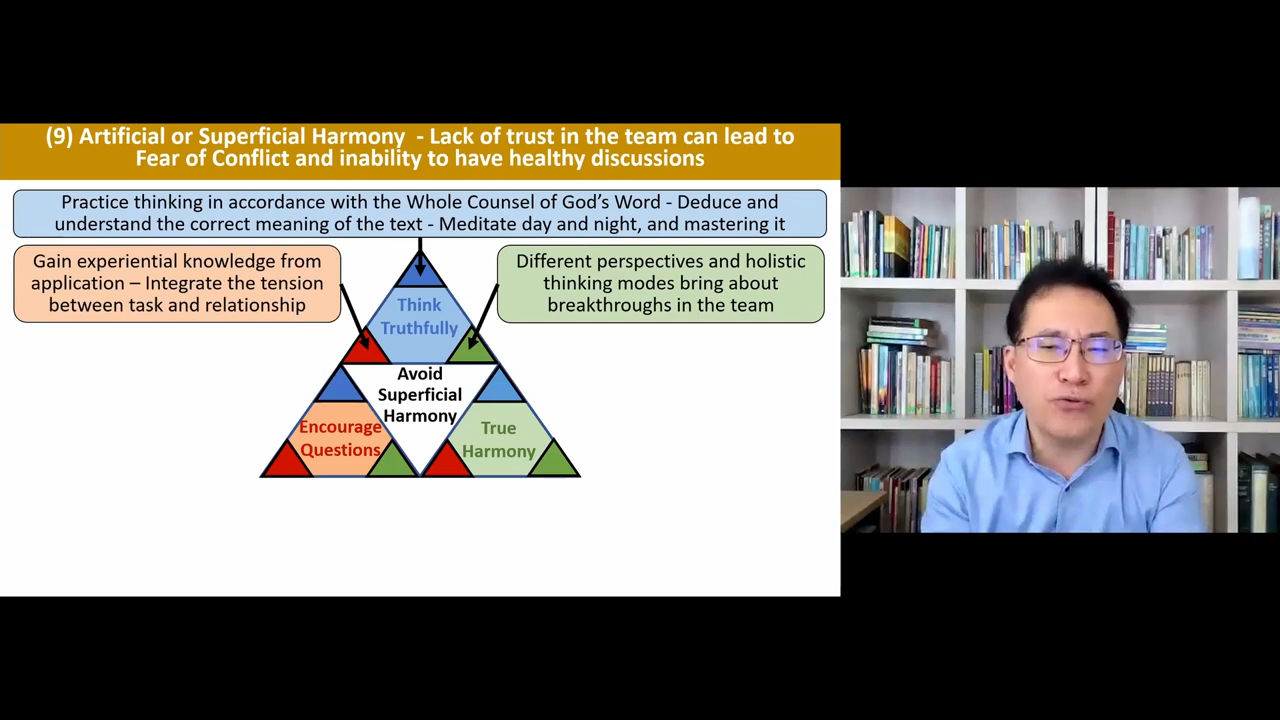 (9) Artificial or Superficial Harmony - Lack of trust in the team can lead to
Fear of Conflict and inability to have healthy discussions
Practice thinking in accordance with the Whole Counsel of God’s Word - Deduce and
understand the correct meaning of the text - Meditate day and night, and mastering it
Gain experiential knowledge from
application – Integrate the tension
between task and relationship
Different perspectives and holistic
thinking modes bring about
breakthroughs in the team
Think
Truthfully
Avoid
Superficial
Harmony
Encourage
Questions
True
Harmony